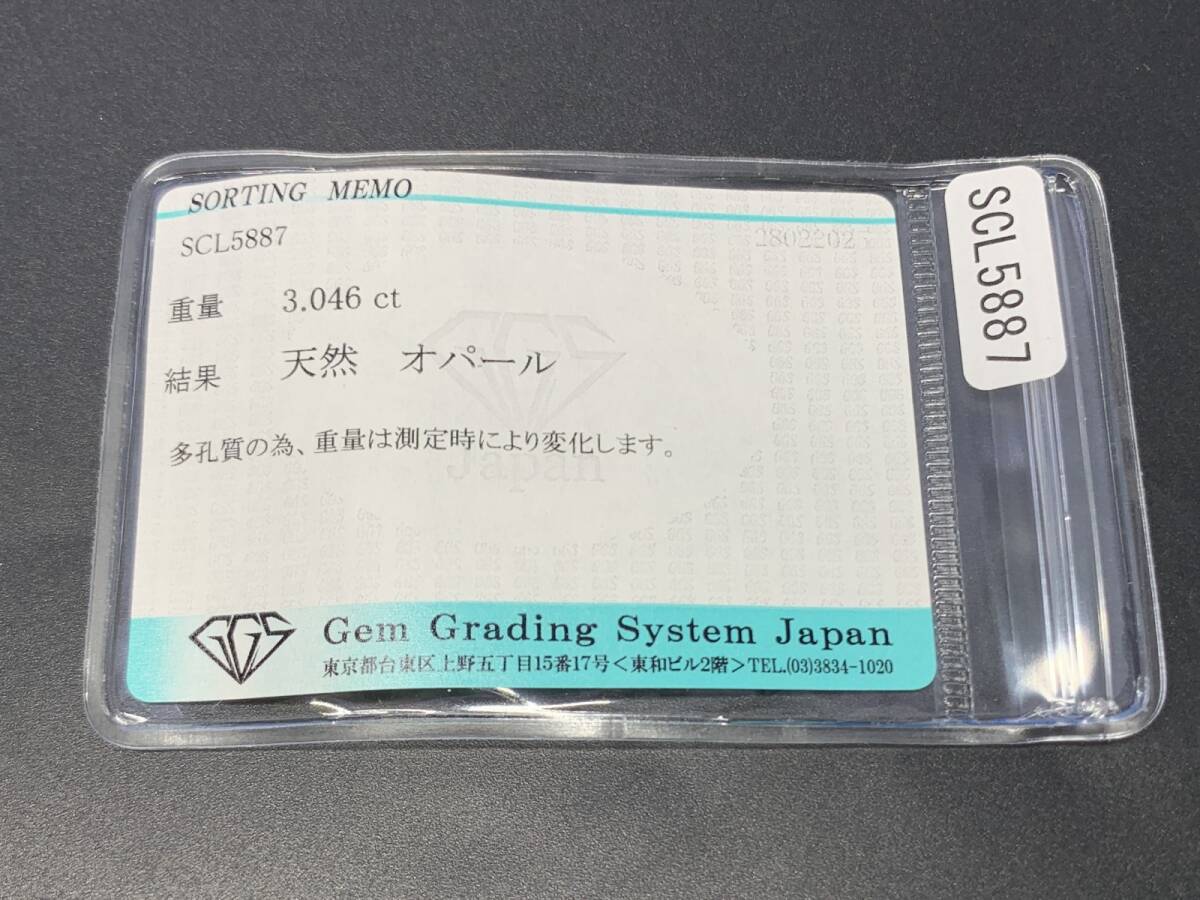 SORTING MEMO
SCL5887
2802202
重量 3.046 ct
結果 天然 オパール
多孔質の為、重量は測定時により変化します。
Japan
GGS
Gem Grading System Japan
東京都台東区上野五丁目15番17号<東和ビル2階>TEL.(03)3834-1020
SCL5887